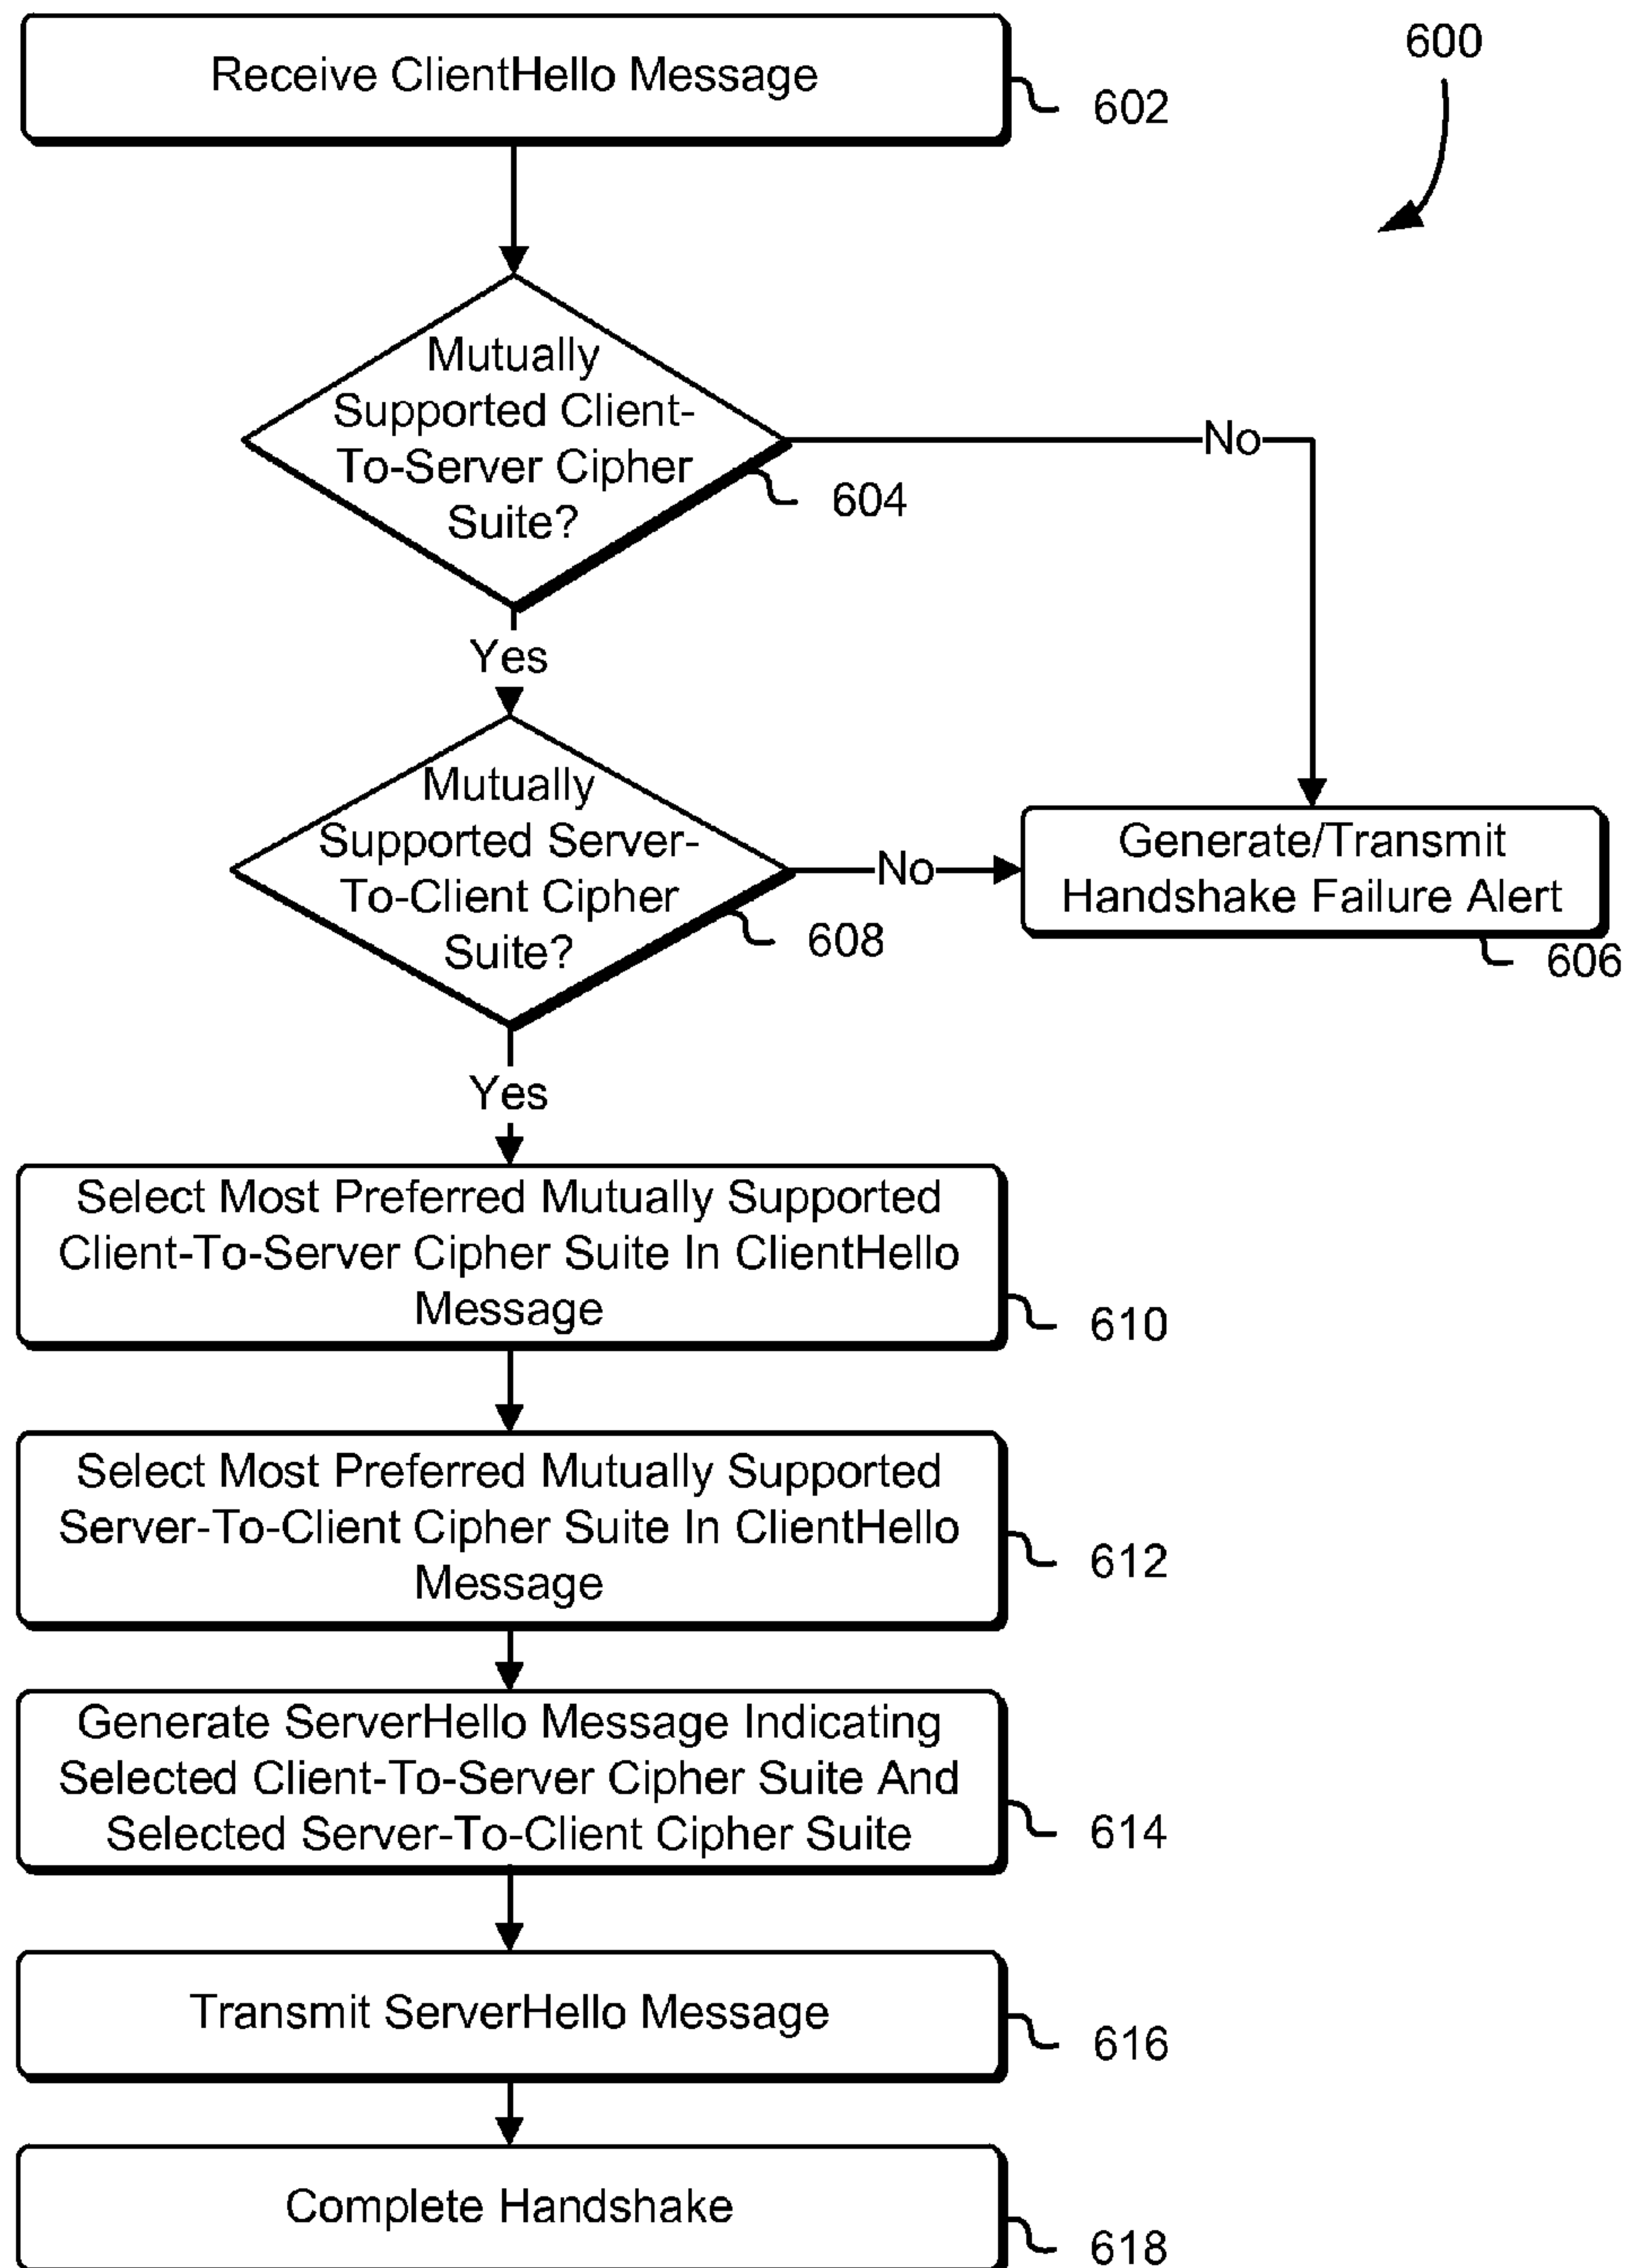 600
Receive ClientHello Message
602
Mutually
Supported Client-
To-Server Cipher
Suite?
604
No
Yes
Mutually
Supported Server-
To-Client Cipher
Suite?
608
No
Generate/Transmit
Handshake Failure Alert
606
Yes
Select Most Preferred Mutually Supported
Client-To-Server Cipher Suite In ClientHello
Message
610
Select Most Preferred Mutually Supported
Server-To-Client Cipher Suite In ClientHello
Message
612
Generate ServerHello Message Indicating
Selected Client-To-Server Cipher Suite And
Selected Server-To-Client Cipher Suite
614
Transmit ServerHello Message
616
Complete Handshake
618